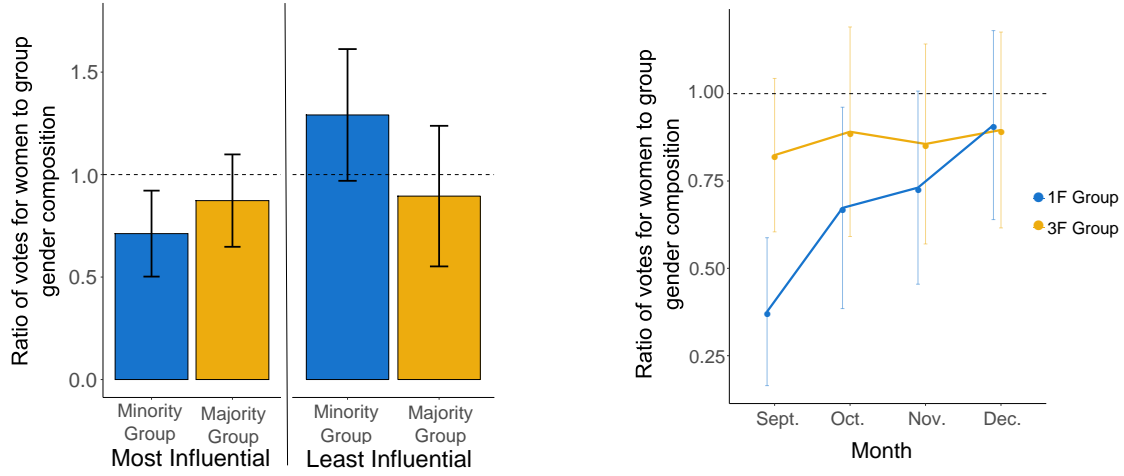 Ratio of votes for women to group
gender composition
1.5
1.0
0.5
0.0
Minority
Group
Majority
Group
Minority
Group
Majority
Group
Most Influential
Least Influential
Ratio of votes for women to group
gender composition
1.00
0.75
0.50
0.25
Sept.
Oct.
Nov.
Dec.
Month
1F Group
3F Group